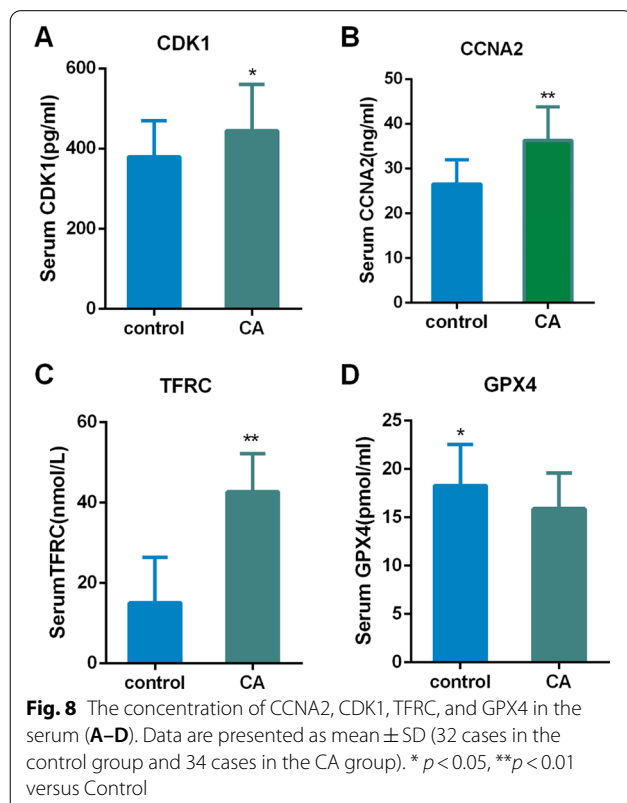 A
CDK1
*
Serum CDK1(pg/ml)
600
400
200
0
control CA
B
CCNA2
**
Serum CCNA2(ng/ml)
50
40
30
20
10
0
control CA
C
TFRC
**
SerumTFRC(nmol/L)
60
40
20
0
control CA
D
GPX4
*
Serum GPX4(pmol/ml)
25
20
15
10
5
0
control CA
Fig. 8 The concentration of CCNA2, CDK1, TFRC, and GPX4 in the
serum (A–D). Data are presented as mean ± SD (32 cases in the
control group and 34 cases in the CA group). * p < 0.05, **p < 0.01
versus Control